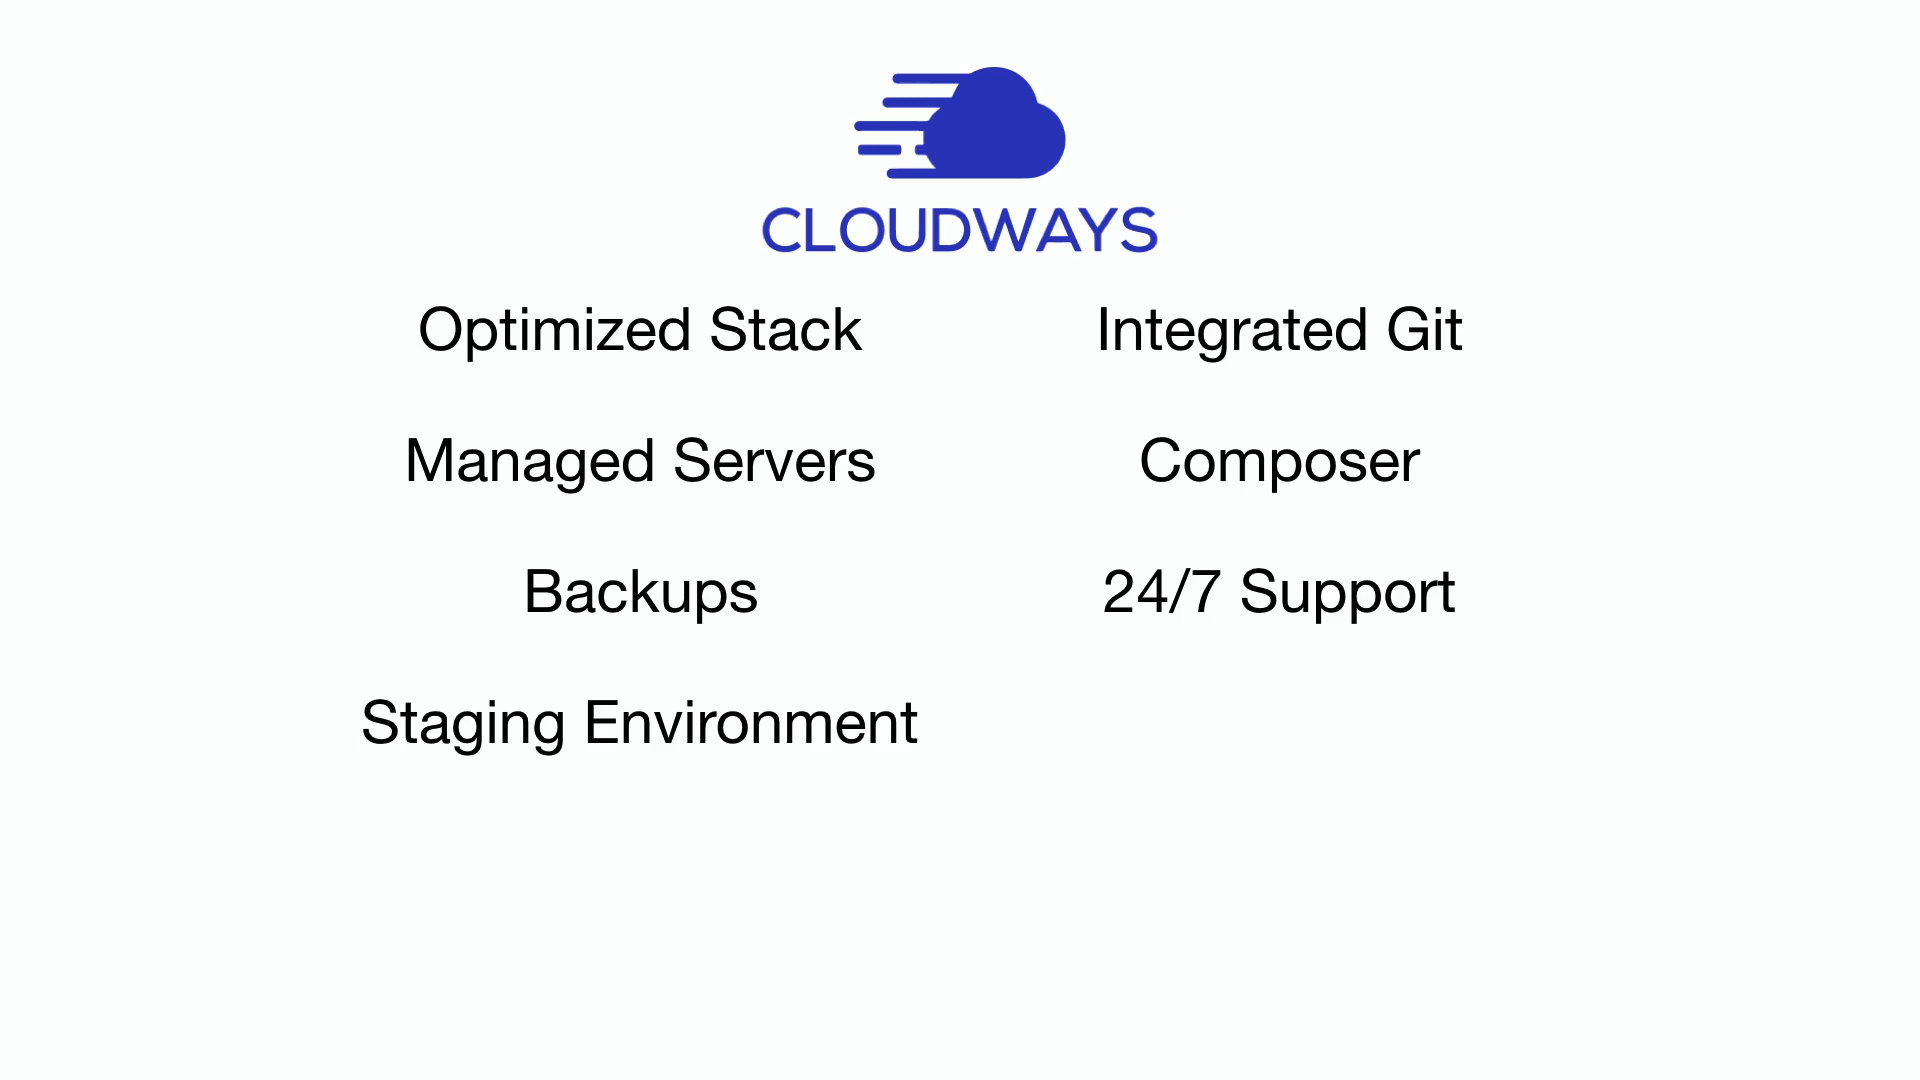 CLOUDWAYS
Optimized Stack
Integrated Git
Managed Servers
Composer
Backups
24/7 Support
Staging Environment